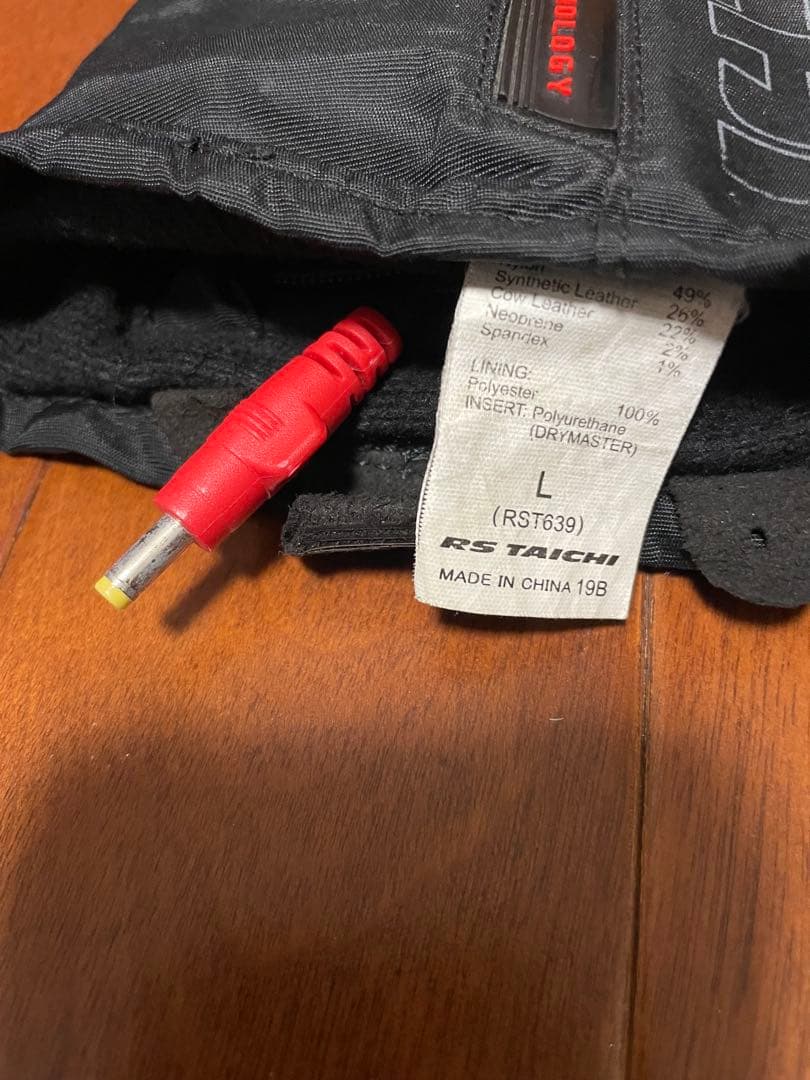 OLOGY
Nylon 49%
Synthetic Leather 26%
Cow Leather 22%
Neoprene 2%
Spandex 1%
LINING:
Polyester 100%
INSERT: Polyurethane
(DRYMASTER)
L
(RST639)
RS TAICHI
MADE IN CHINA 19B